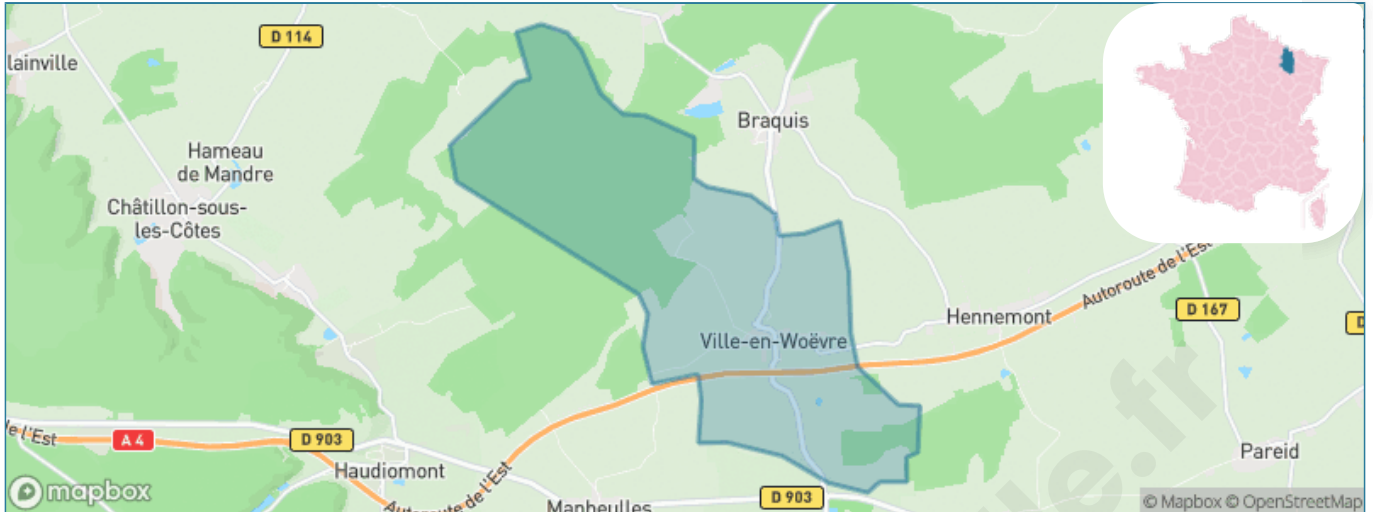 D 114
lainville
Braquis
Hameau
de Mandre
Châtillon-sous-
les-Côtes
Autoroute de l'Est
D 167
Hennemont
Ville-en-Woëvre
de l'Est
A 4
D 903
Haudiomont
Autoroute de l'Est
Manheulles
D 903
Pareid
mapbox
© Mapbox © OpenStreetMap